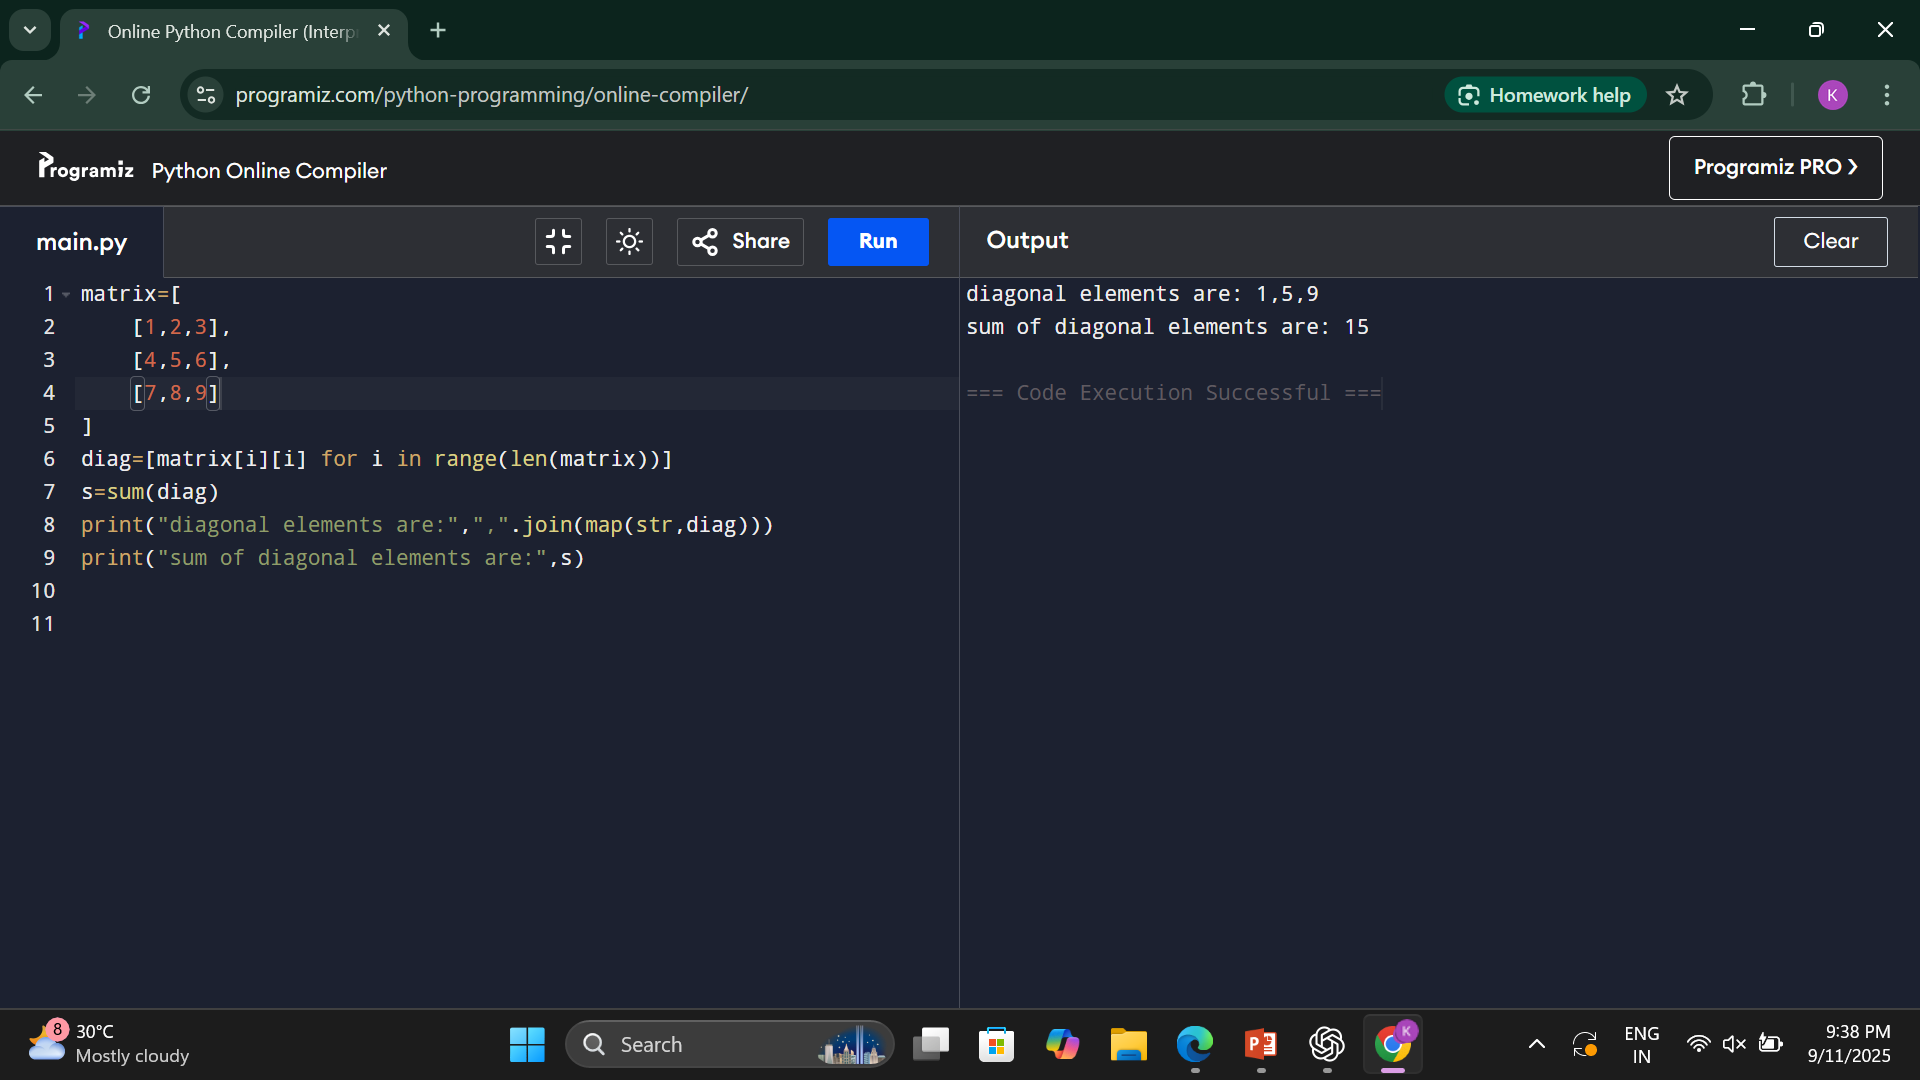 Online Python Compiler (Interp
programiz.com/python-programming/online-compiler/
Homework help
K
Programiz
Python Online Compiler
Programiz PRO
main.py
Share
Run
Output
Clear
1 matrix=[
2 [1,2,3],
3 [4,5,6],
4 [7,8,9]
5 ]
6 diag=[matrix[i][i] for i in range(len(matrix))]
7 s=sum(diag)
8 print("diagonal elements are:",",".join(map(str,diag)))
9 print("sum of diagonal elements are:",s)
10
11
diagonal elements are: 1,5,9
sum of diagonal elements are: 15
=== Code Execution Successful ===
8
30°C
Mostly cloudy
Search
P
K
ENG
IN
9:38 PM
9/11/2025